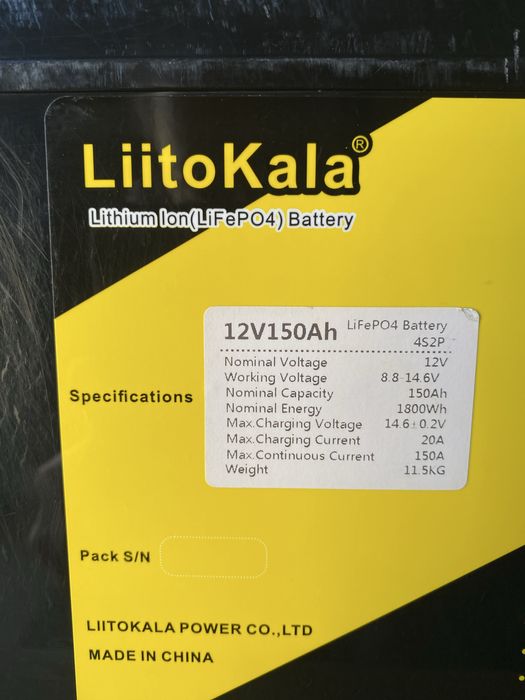 LiitoKala®
Lithium Ion(LiFePO4) Battery
12V150Ah LiFePO4 Battery
4S2P
Specifications
Nominal Voltage 12V
Working Voltage 8.8-14.6V
Nominal Capacity 150Ah
Nominal Energy 1800Wh
Max.Charging Voltage 14.6±0.2V
Max.Charging Current 20A
Max.Continuous Current 150A
Weight 11.5KG
Pack S/N
LIITOKALA POWER CO.,LTD
MADE IN CHINA